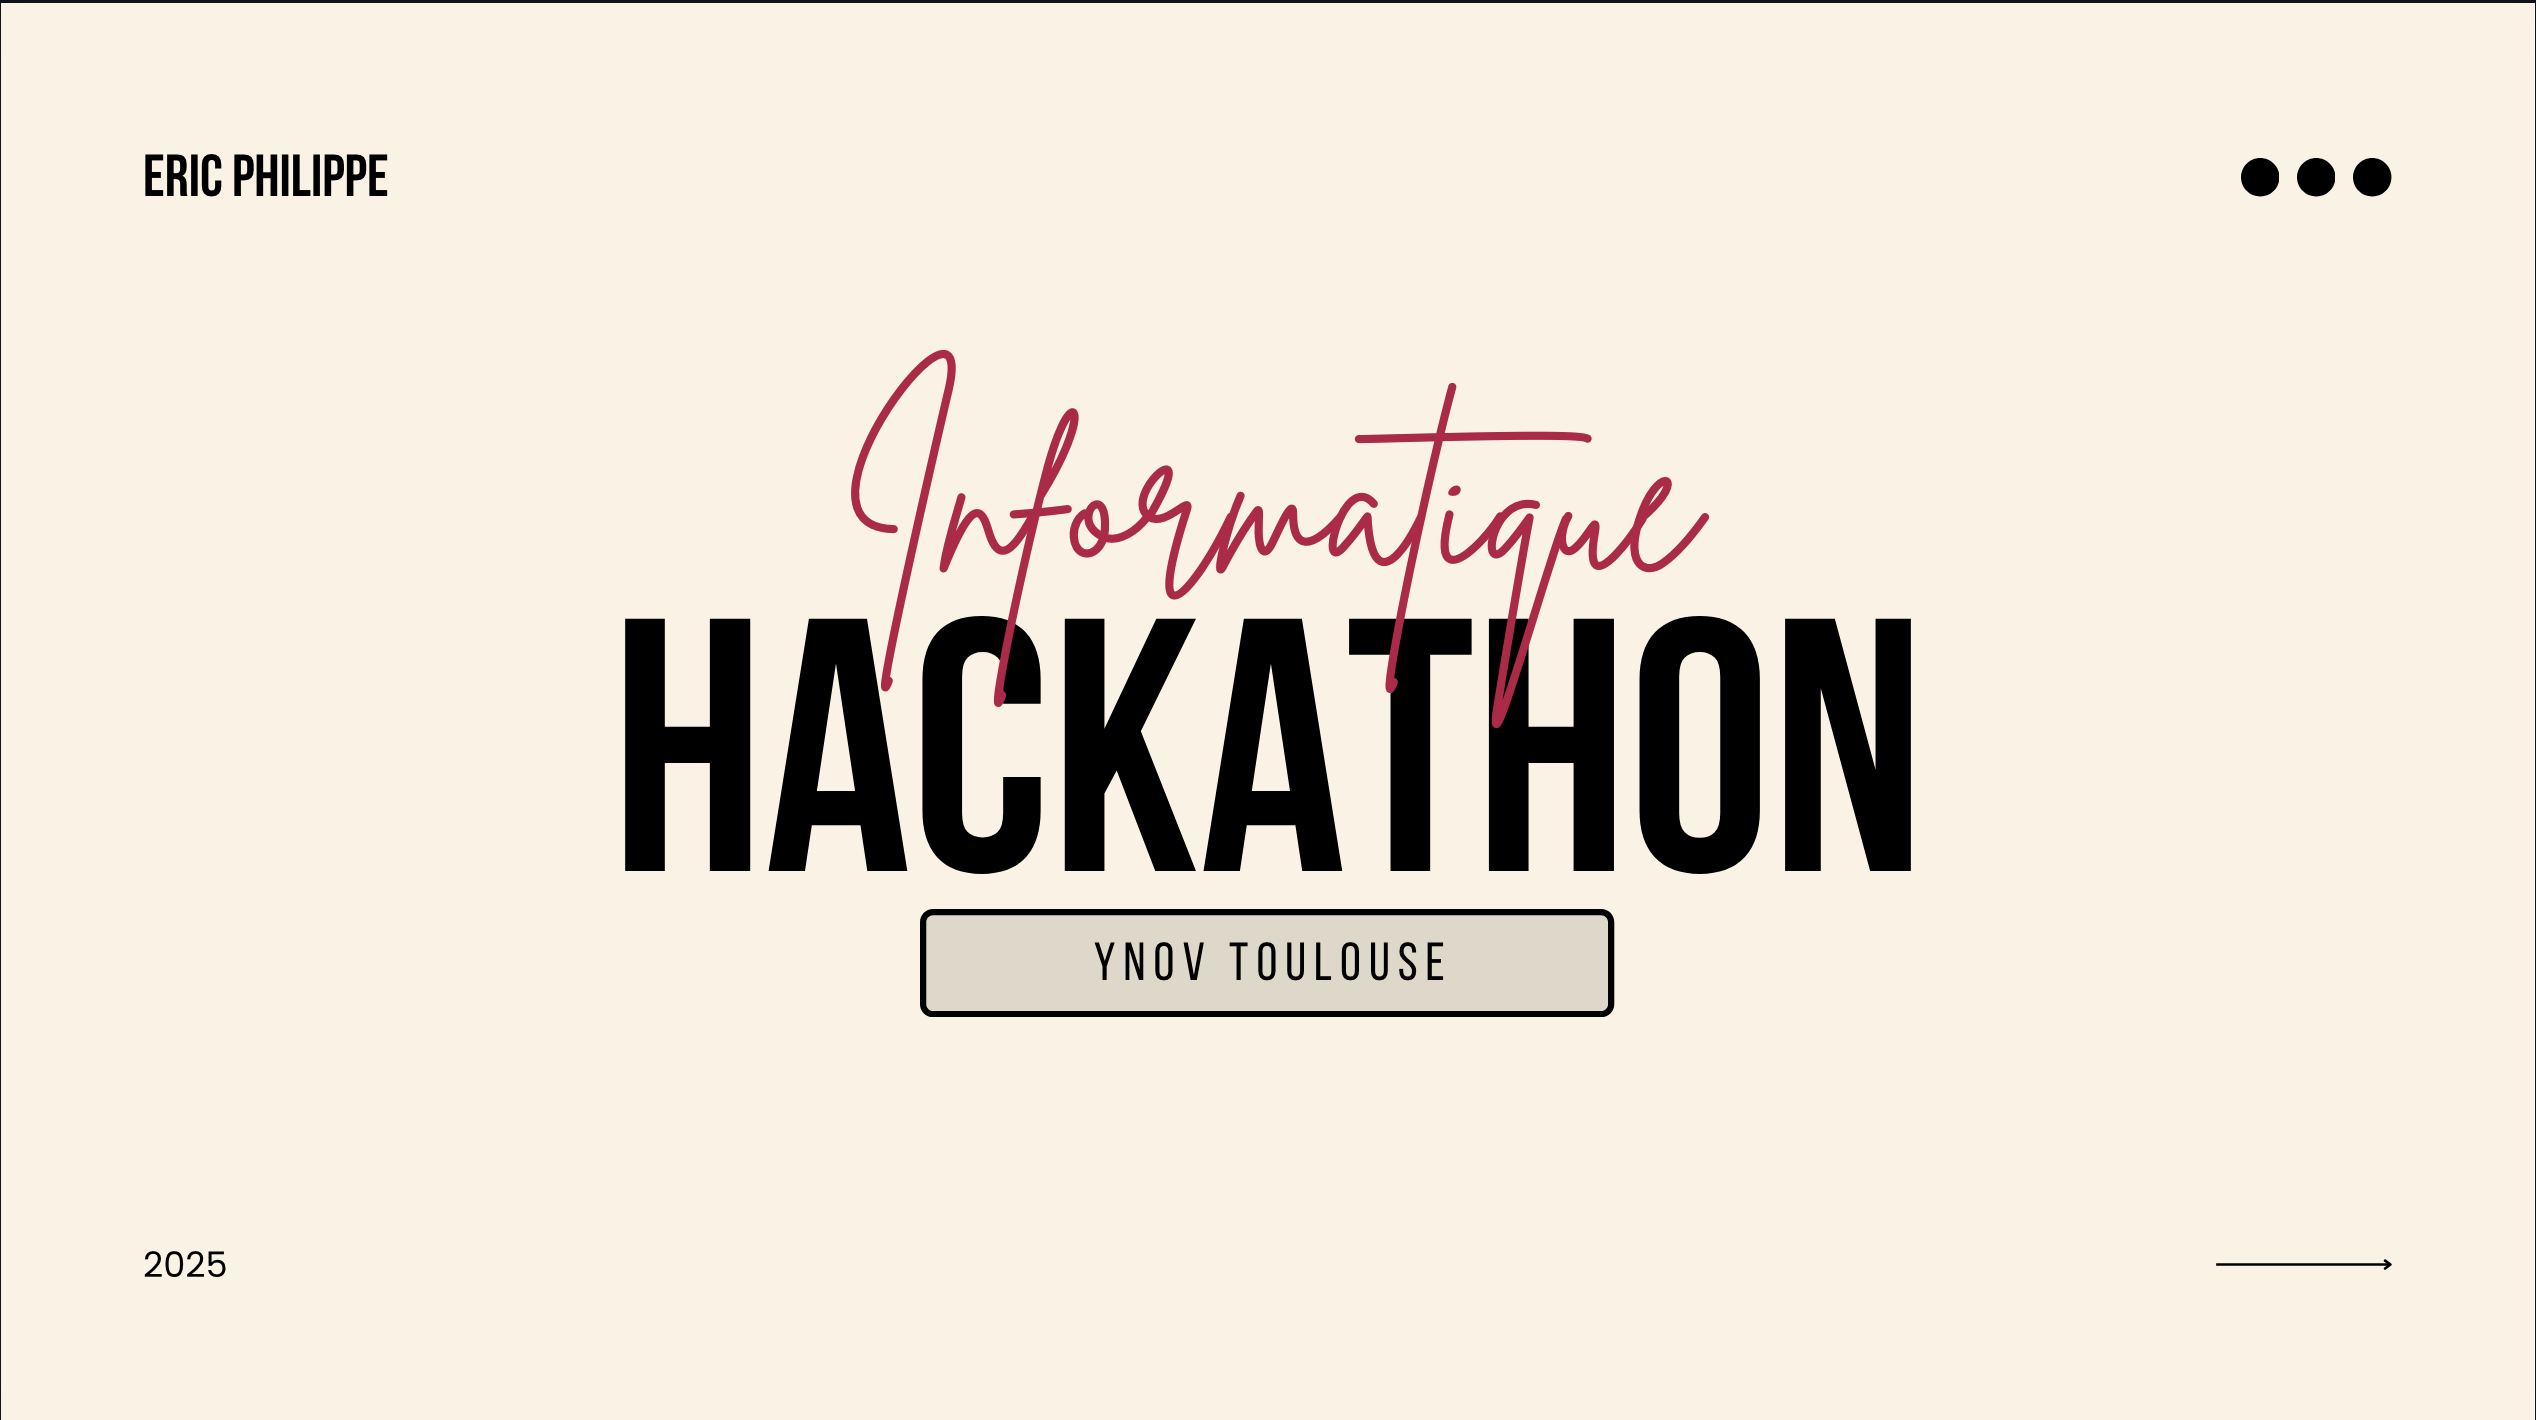 ERIC PHILIPPE
Informatique
HACKATHON
YNOV TOULOUSE
2025